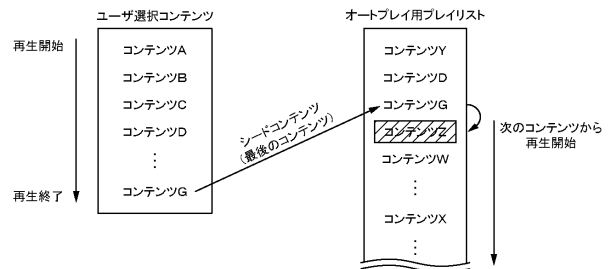 ユーザ選択コンテンツ
再生開始
コンテンツA
コンテンツB
コンテンツC
コンテンツD
⋮
コンテンツG
再生終了
シードコンテンツ
(最後のコンテンツ)
オートプレイ用プレイリスト
コンテンツY
コンテンツD
コンテンツG
コンテンツZ
コンテンツW
⋮
コンテンツX
⋮
次のコンテンツから
再生開始